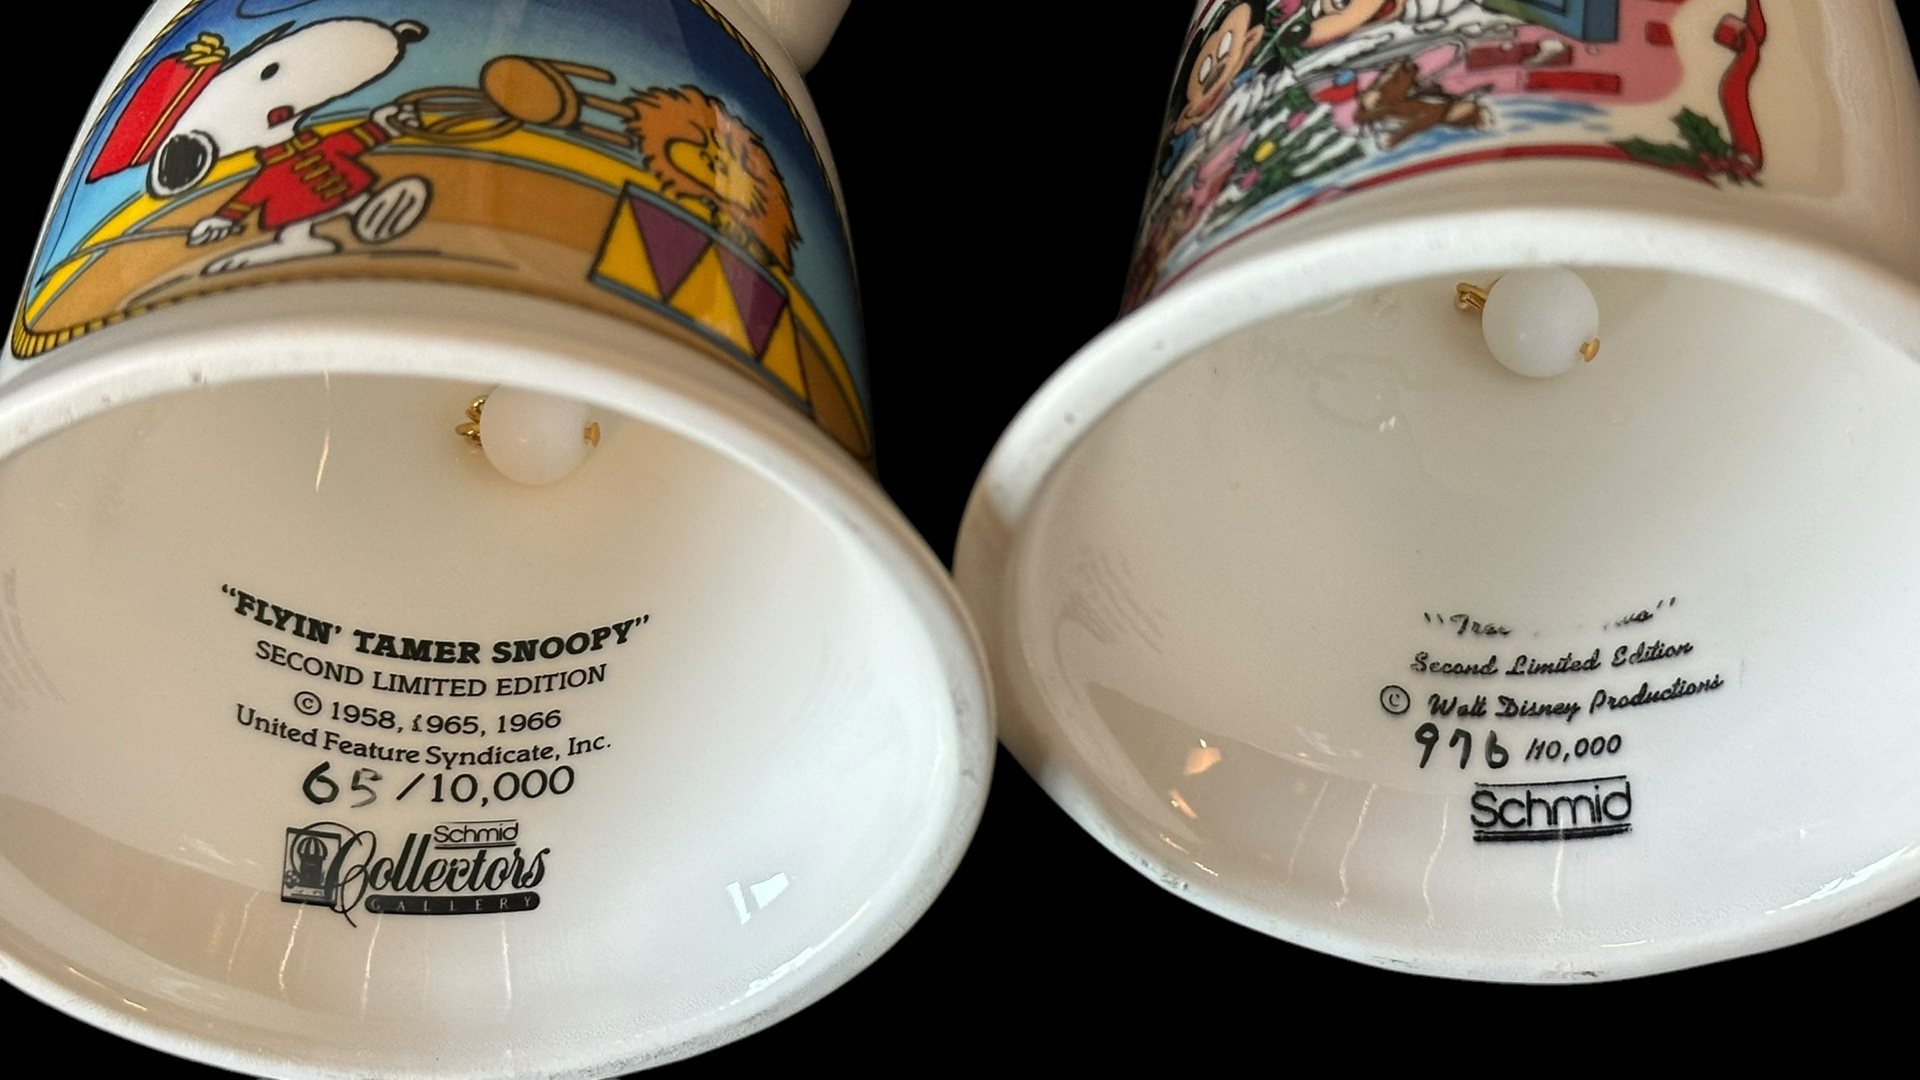 “FLYIN’ TAMER SNOOPY”
SECOND LIMITED EDITION
© 1958, 1965, 1966
United Feature Syndicate, Inc.
65/10,000
Schmid
Collectors
GALLERY
Second Limited Edition
© Walt Disney Productions
976/10,000
Schmid